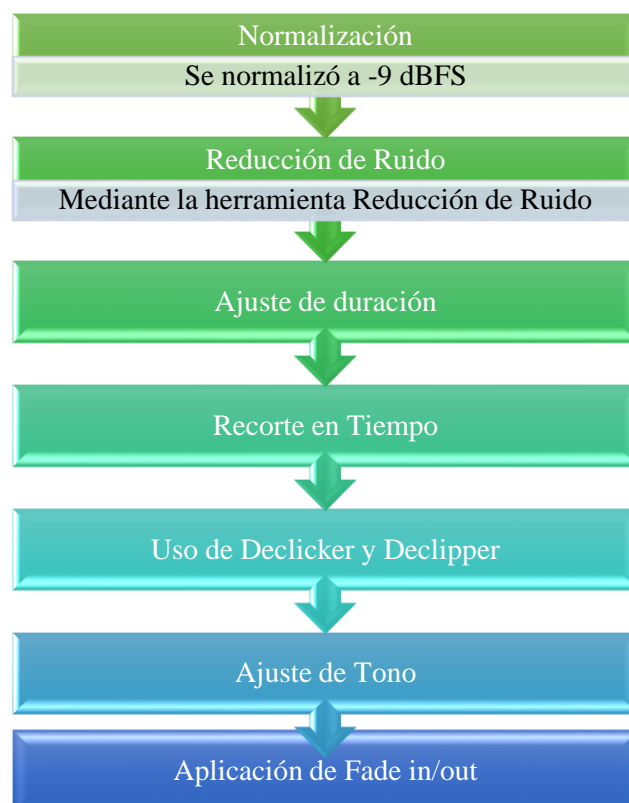 Normalización
Se normalizó a -9 dBFS
Reducción de Ruido
Mediante la herramienta Reducción de Ruido
Ajuste de duración
Recorte en Tiempo
Uso de Declicker y Declipper
Ajuste de Tono
Aplicación de Fade in/out